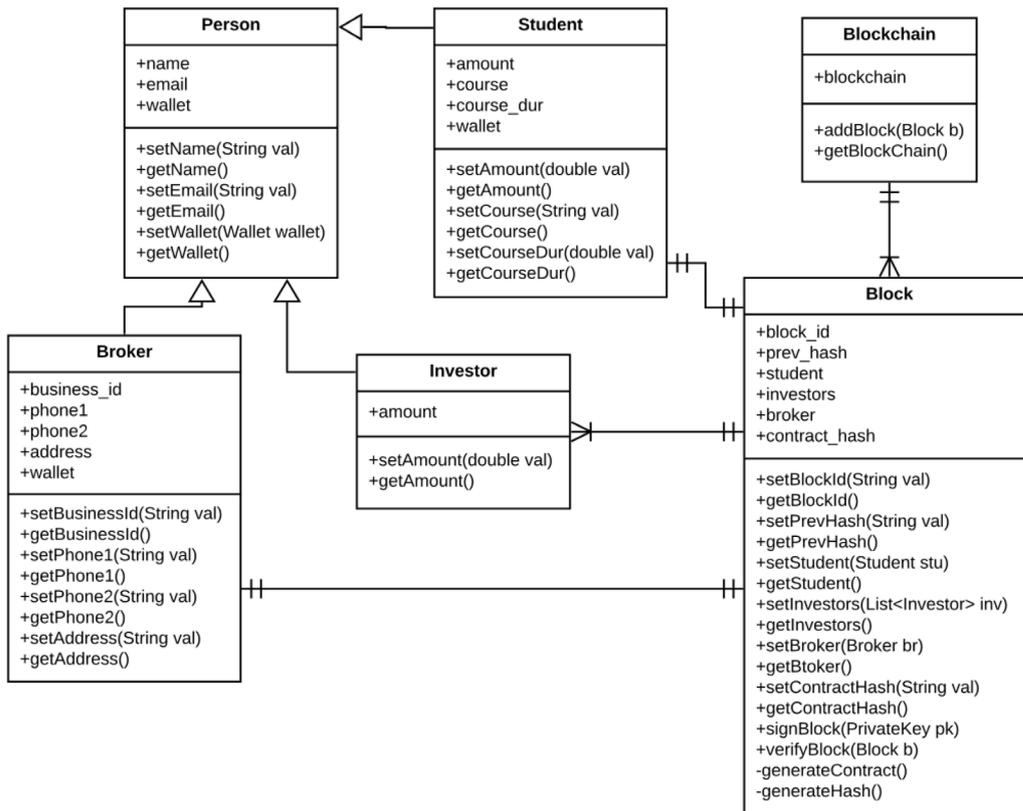 Person
+name
+email
+wallet
+setName(String val)
+getName()
+setEmail(String val)
+getEmail()
+setWallet(Wallet wallet)
+getWallet()
Student
+amount
+course
+course_dur
+wallet
+setAmount(double val)
+getAmount()
+setCourse(String val)
+getCourse()
+setCourseDur(double val)
+getCourseDur()
Blockchain
+blockchain
+addBlock(Block b)
+getBlockChain()
Broker
+business_id
+phone1
+phone2
+address
+wallet
+setBusinessId(String val)
+getBusinessId()
+setPhone1(String val)
+getPhone1()
+setPhone2(String val)
+getPhone2()
+setAddress(String val)
+getAddress()
Investor
+amount
+setAmount(double val)
+getAmount()
Block
+block_id
+prev_hash
+student
+investors
+broker
+contract_hash
+setBlockId(String val)
+getBlockId()
+setPrevHash(String val)
+getPrevHash()
+setStudent(Student stu)
+getStudent()
+setInvestors(List<Investor> inv)
+getInvestors()
+setBroker(Broker br)
+getBtoker()
+setContractHash(String val)
+getContractHash()
+signBlock(PrivateKey pk)
+verifyBlock(Block b)
-generateContract()
-generateHash()